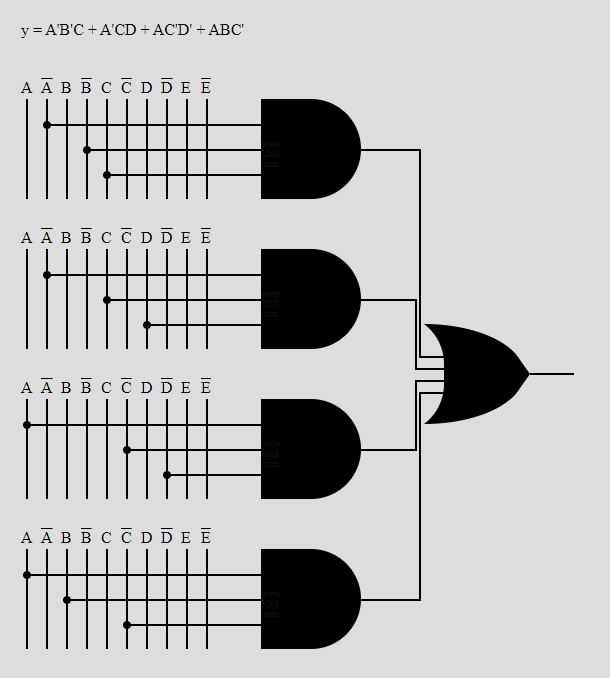 y = A'B'C + A'CD + AC'D' + ABC'
A A̅ B B̅ C C̅ D D̅ E E̅
A A̅ B B̅ C C̅ D D̅ E E̅
A A̅ B B̅ C C̅ D D̅ E E̅
A A̅ B B̅ C C̅ D D̅ E E̅